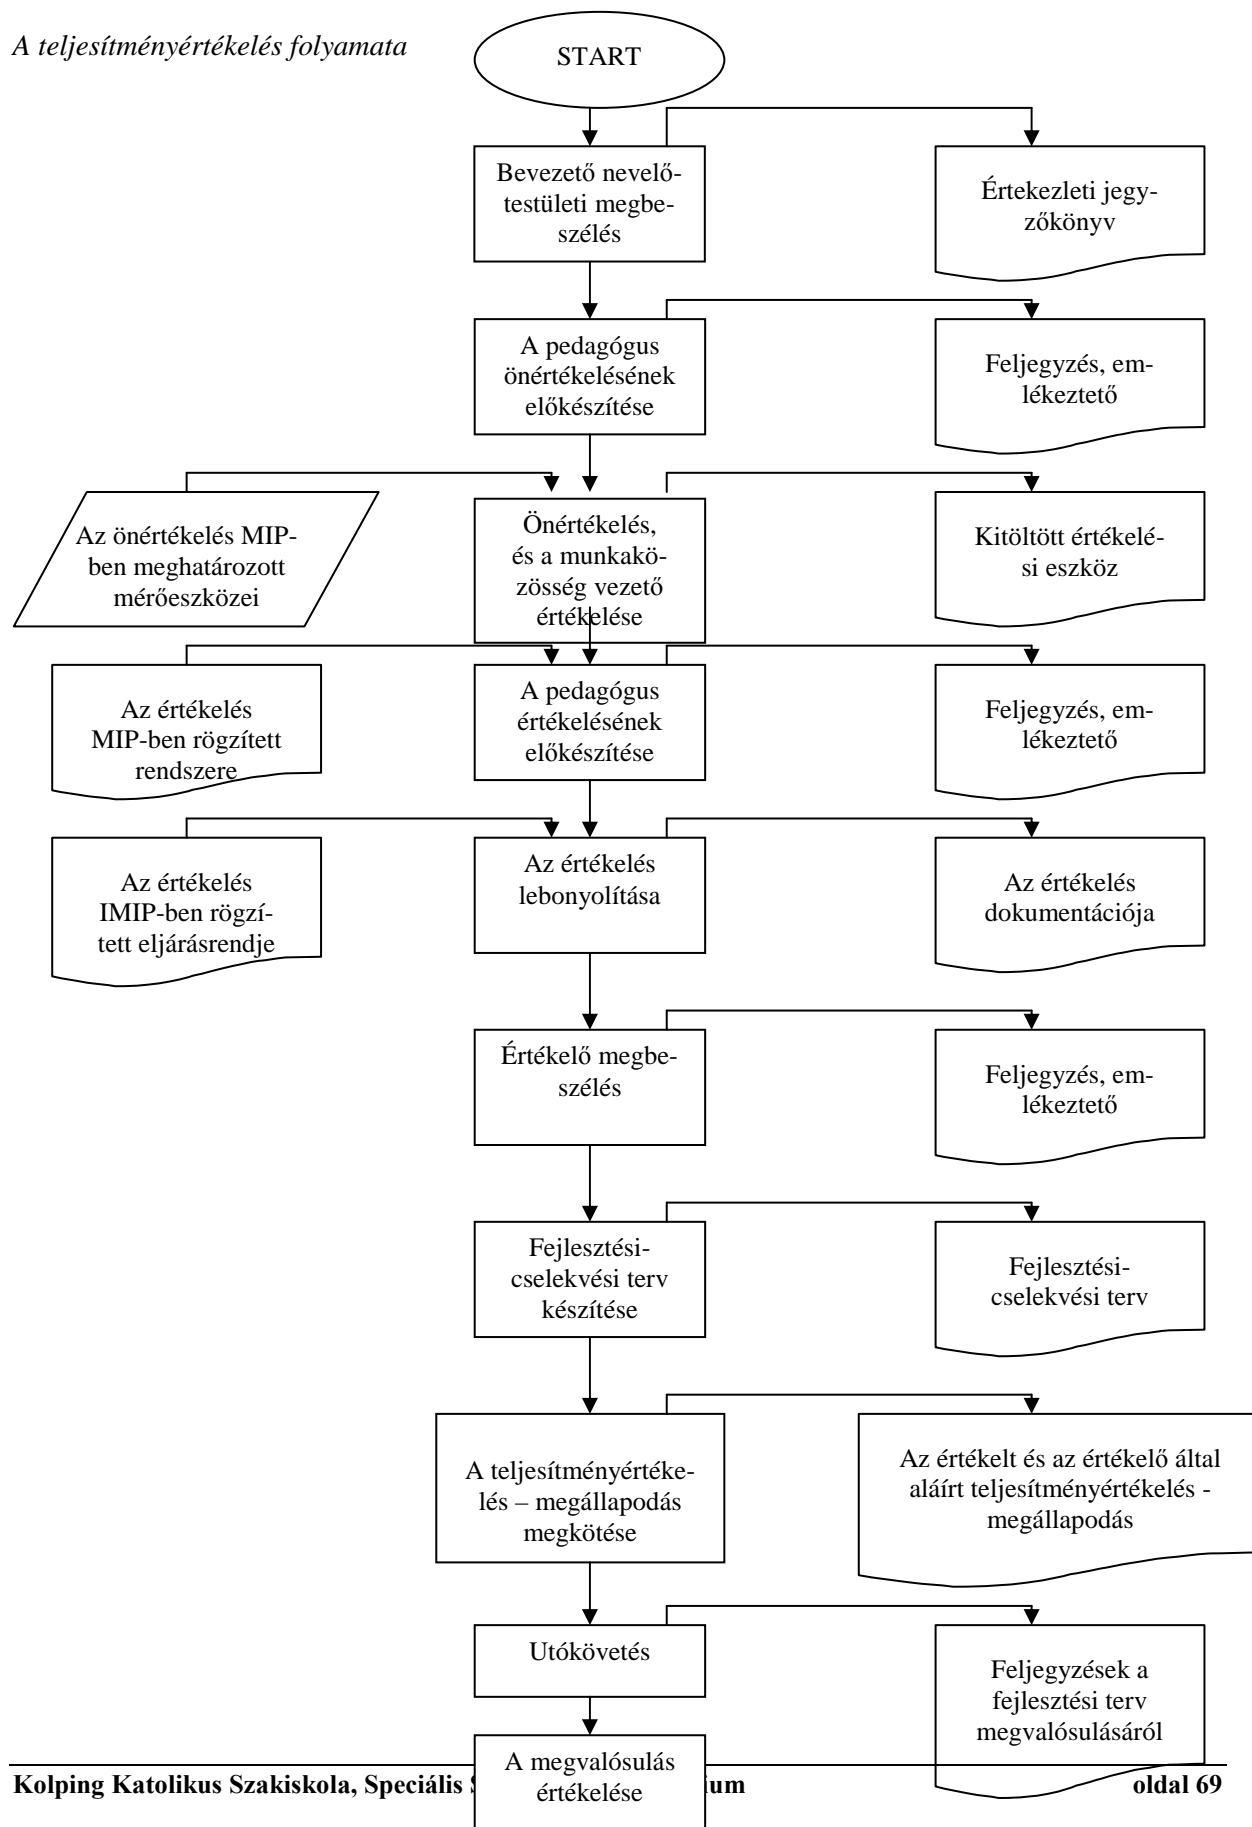 A teljesítményértékelés folyamata
START
Bevezető nevelő-
testületi megbe-
szélés
Értekezleti jegy-
zőkönyv
A pedagógus
önértékelésének
előkészítése
Feljegyzés, em-
lékeztető
Az önértékelés MIP-
ben meghatározott
mérőeszközei
Önértékelés,
és a munkakö-
zösség vezető
értékelése
Kitöltött értékelé-
si eszköz
Az értékelés
MIP-ben rögzített
rendszere
A pedagógus
értékelésének
előkészítése
Feljegyzés, em-
lékeztető
Az értékelés
IMIP-ben rögzí-
tett eljárásrendje
Az értékelés
lebonyolítása
Az értékelés
dokumentációja
Értékelő megbe-
szélés
Feljegyzés, em-
lékeztető
Fejlesztési-
cselekvési terv
készítése
Fejlesztési-
cselekvési terv
A teljesítményértéke-
lés – megállapodás
megkötése
Az értékelt és az értékelő által
aláírt teljesítményértékelés -
megállapodás
Utókövetés
Feljegyzések a
fejlesztési terv
megvalósulásáról
A megvalósulás
értékelése
Kolping Katolikus Szakiskola, Speciális
oldal 69